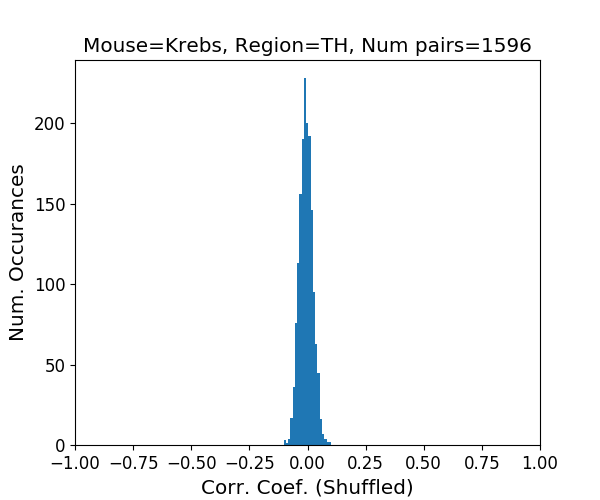 Mouse=Krebs, Region=TH, Num pairs=1596
Num. Occurances
200
150
100
50
0
−1.00 −0.75 −0.50 −0.25 0.00 0.25 0.50 0.75 1.00
Corr. Coef. (Shuffled)